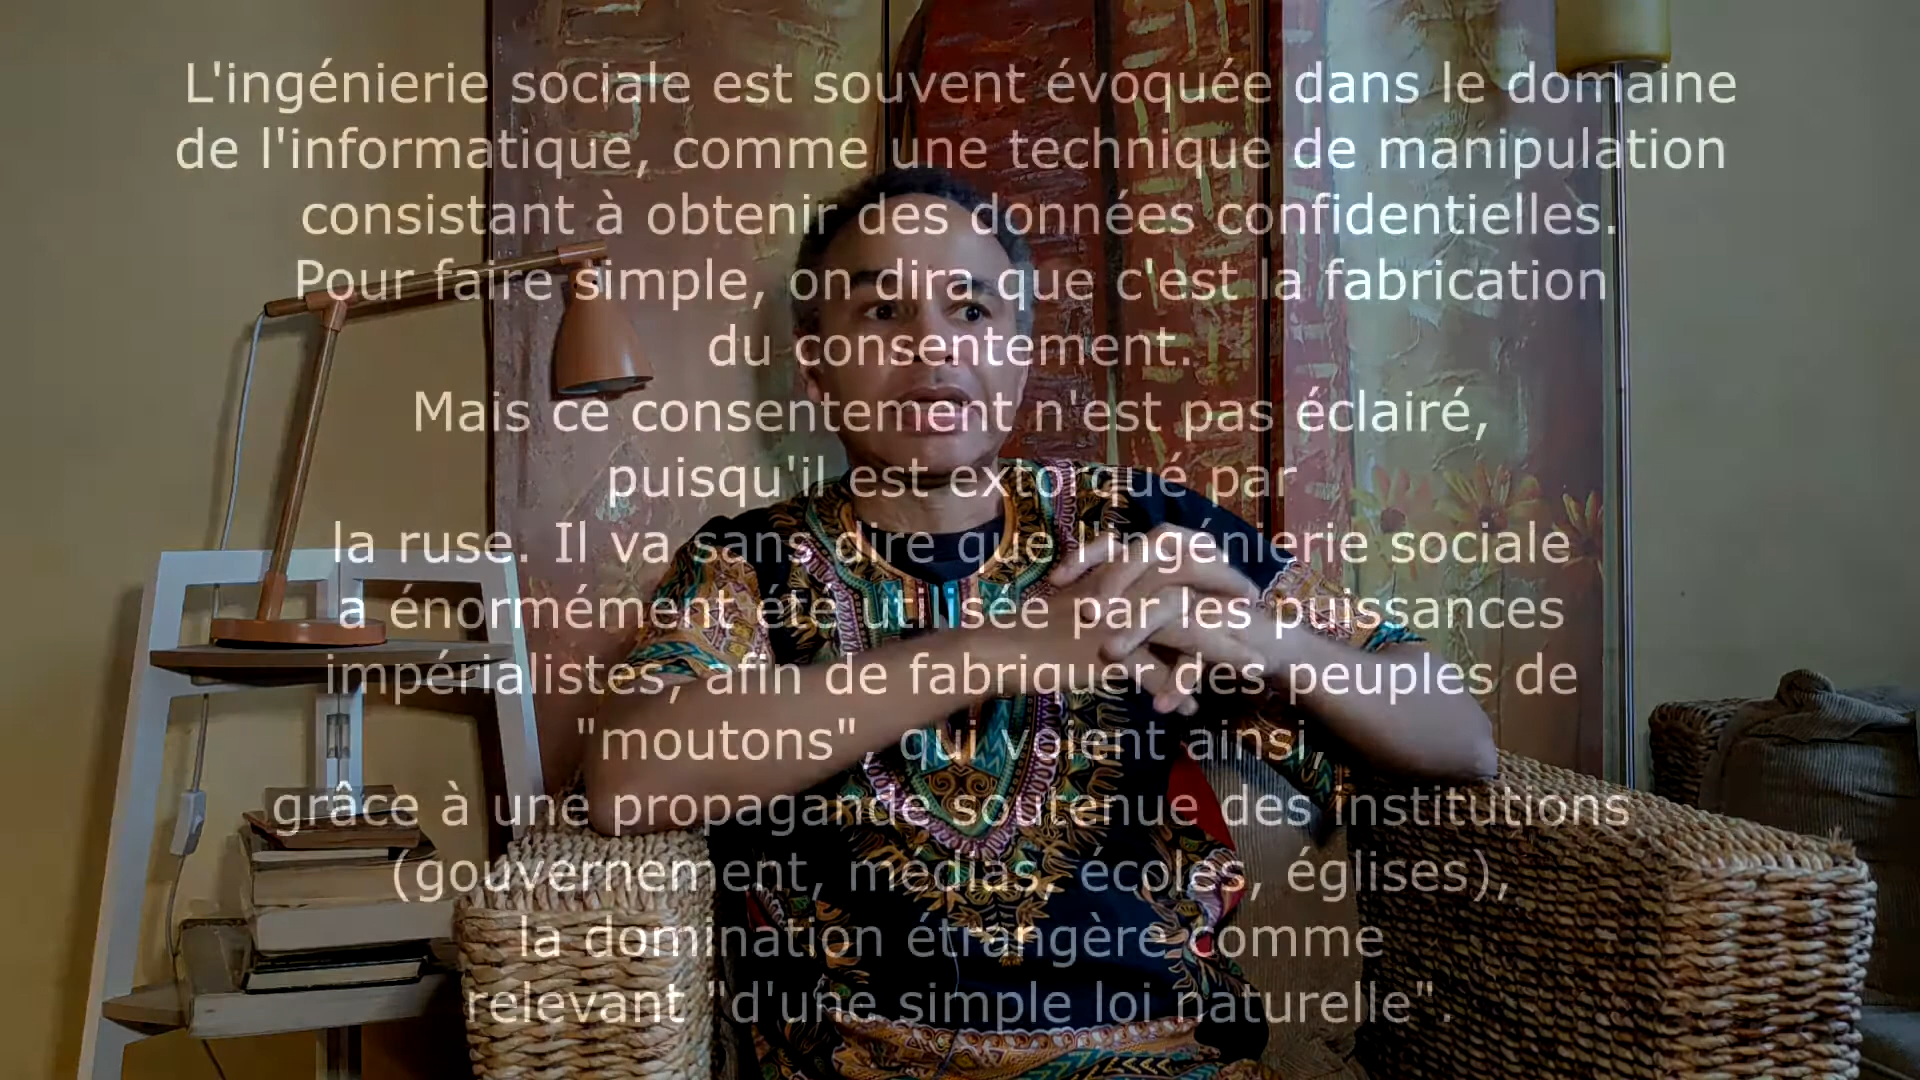 L'ingénierie sociale est souvent évoquée dans le domaine
de l'informatique, comme une technique de manipulation
consistant à obtenir des données confidentielles.
Pour faire simple, on dira que c'est la fabrication
du consentement.
Mais ce consentement n'est pas éclairé,
puisqu'il est extorqué par
la ruse. Il va sans dire que l'ingénierie sociale
a énormément été utilisée par les puissances
impérialistes, afin de fabriquer des peuples de
"moutons", qui voient ainsi,
grâce à une propagande soutenue des institutions
(gouvernement, médias, écoles, églises),
la domination étrangère comme
relevant "d'une simple loi naturelle".